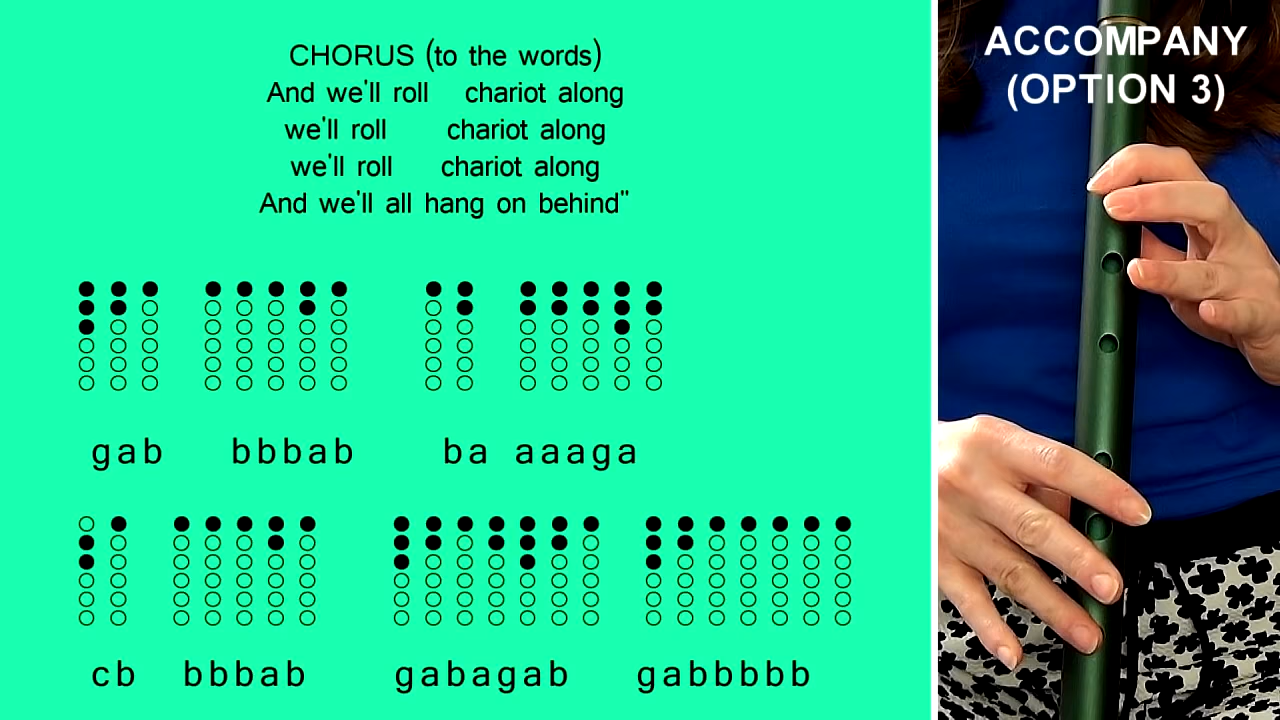 CHORUS (to the words)
And we'll roll chariot along
we'll roll chariot along
we'll roll chariot along
And we'll all hang on behind"
gab bbbab ba aaaga
cb bbbab gabagab gabbbbb
ACCOMPANY
(OPTION 3)